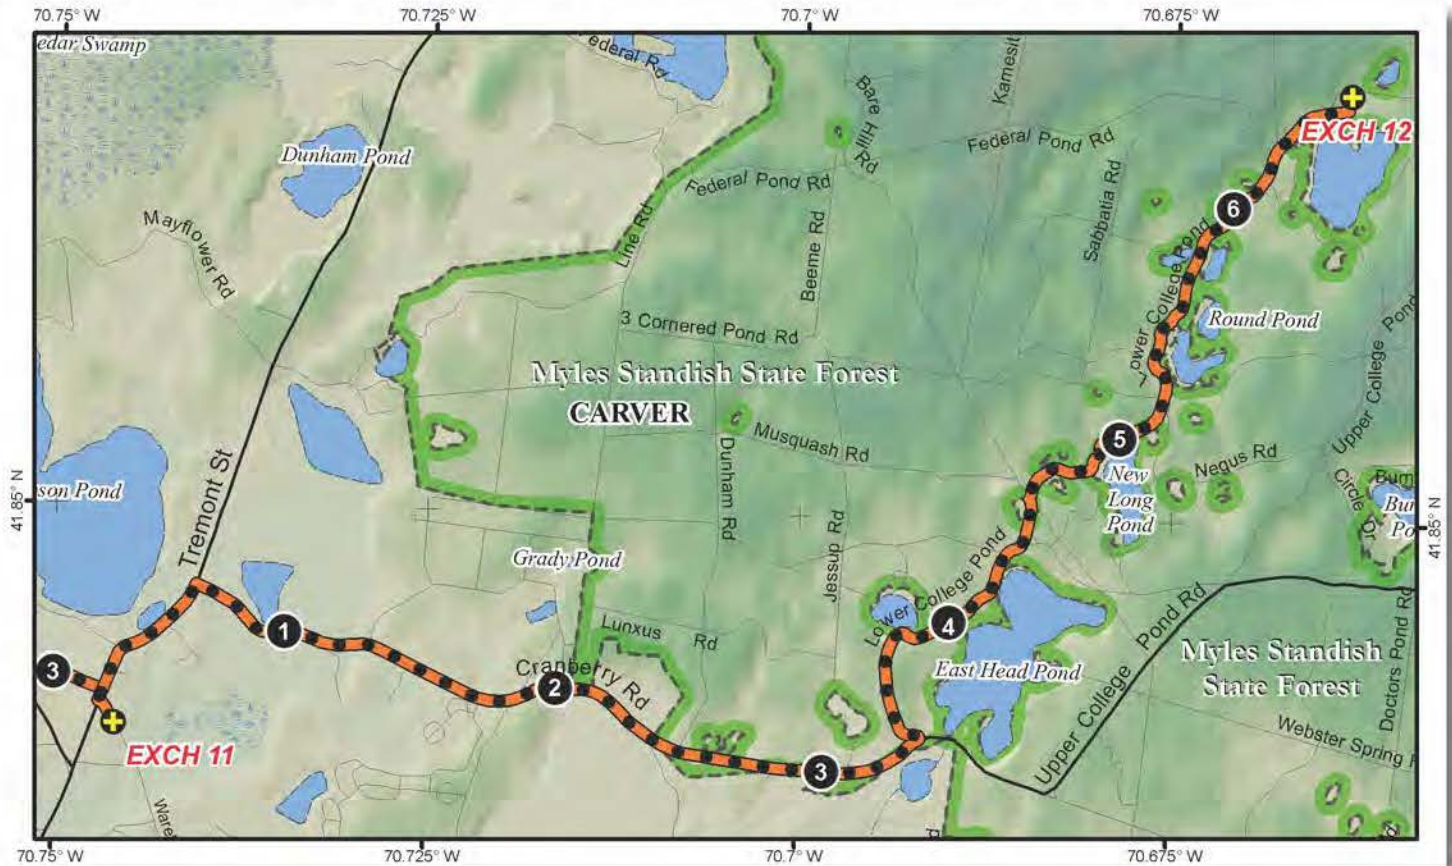 70.75° W
70.725° W
70.7° W
70.675° W
edar Swamp
Federal Rd
Kamesit
Bare Hill Rd
EXCH 12
Dunham Pond
Federal Pond Rd
Federal Pond Rd
Mayflower Rd
Line Rd
Beeme Rd
Sabbatia Rd
6
Lower College Pond
Round Pond
3 Cornered Pond Rd
Upper College Pond
Myles Standish State Forest
CARVER
Musquash Rd
Dunham Rd
5
Negus Rd
New
Long
Pond
41.85° N
son Pond
Tremont St
Circle Dr
Bum
Bur
Po
41.85° N
Grady Pond
Jessup Rd
Lower College Pond
4
1
Lunxus Rd
Upper College Pond Rd
Doctors Pond Rd
Myles Standish
State Forest
3
Cranberry Rd
2
East Head Pond
EXCH 11
3
Webster Spring R
Ware
d
70.75° W
70.725° W
70.7° W
70.675° W